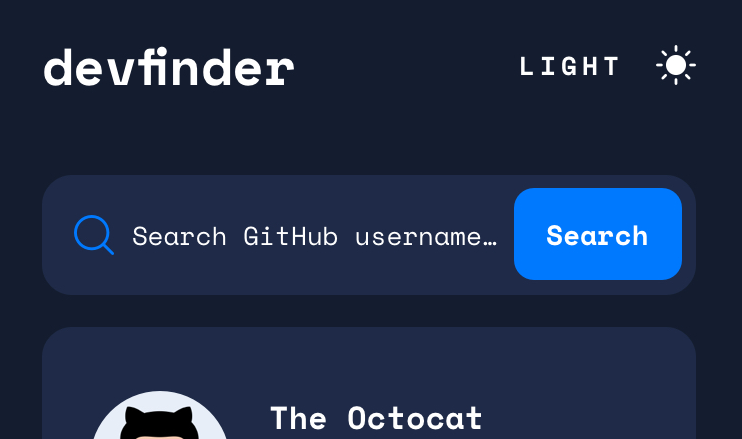 devfinder
LIGHT
Search GitHub username…
Search
The Octocat